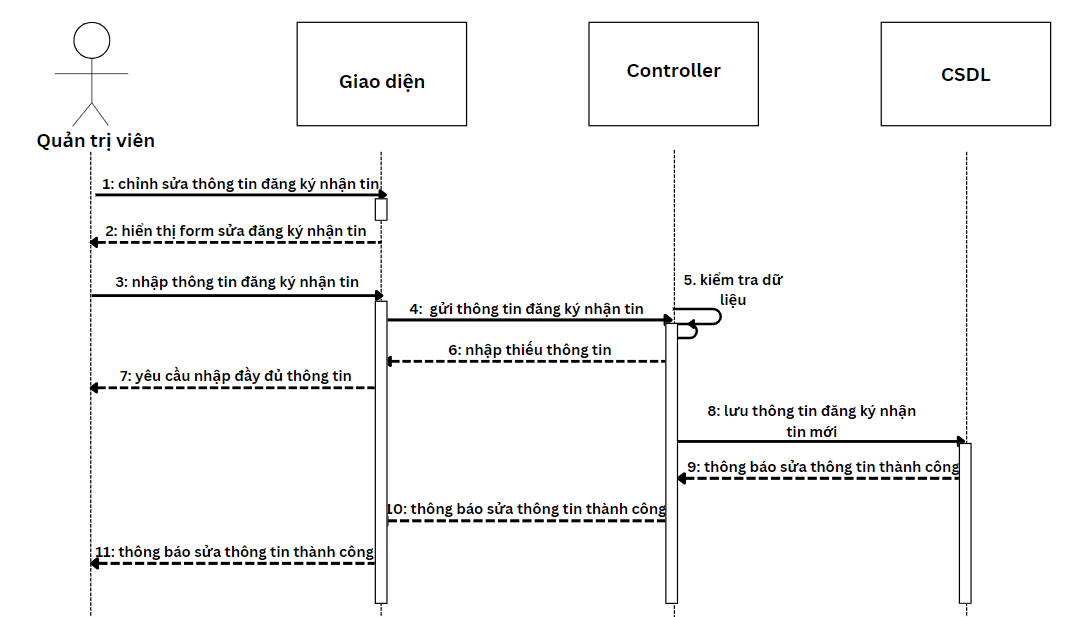 Giao diện
Controller
CSDL
Quản trị viên
1: chỉnh sửa thông tin đăng ký nhận tin
2: hiển thị form sửa đăng ký nhận tin
3: nhập thông tin đăng ký nhận tin
4: gửi thông tin đăng ký nhận tin
5. kiểm tra dữ
liệu
6: nhập thiếu thông tin
7: yêu cầu nhập đầy đủ thông tin
8: lưu thông tin đăng ký nhận
tin mới
9: thông báo sửa thông tin thành công
10: thông báo sửa thông tin thành công
11: thông báo sửa thông tin thành công